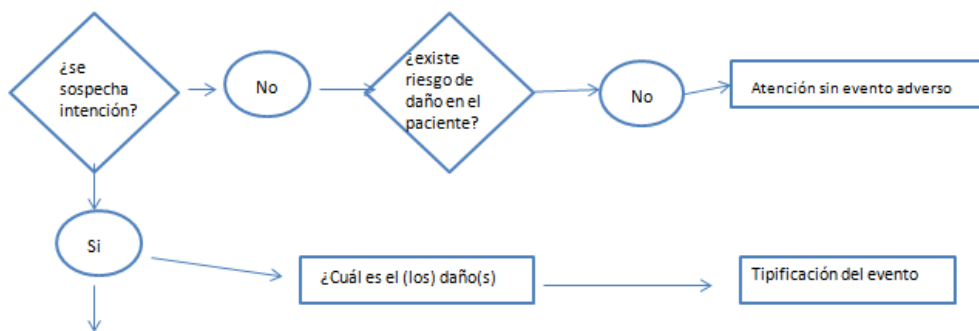 ¿se
sospecha
intención?
No
¿existe
riesgo de
daño en el
paciente?
No
Atención sin evento adverso
Si
¿Cuál es el (los) daño(s)
Tipificación del evento